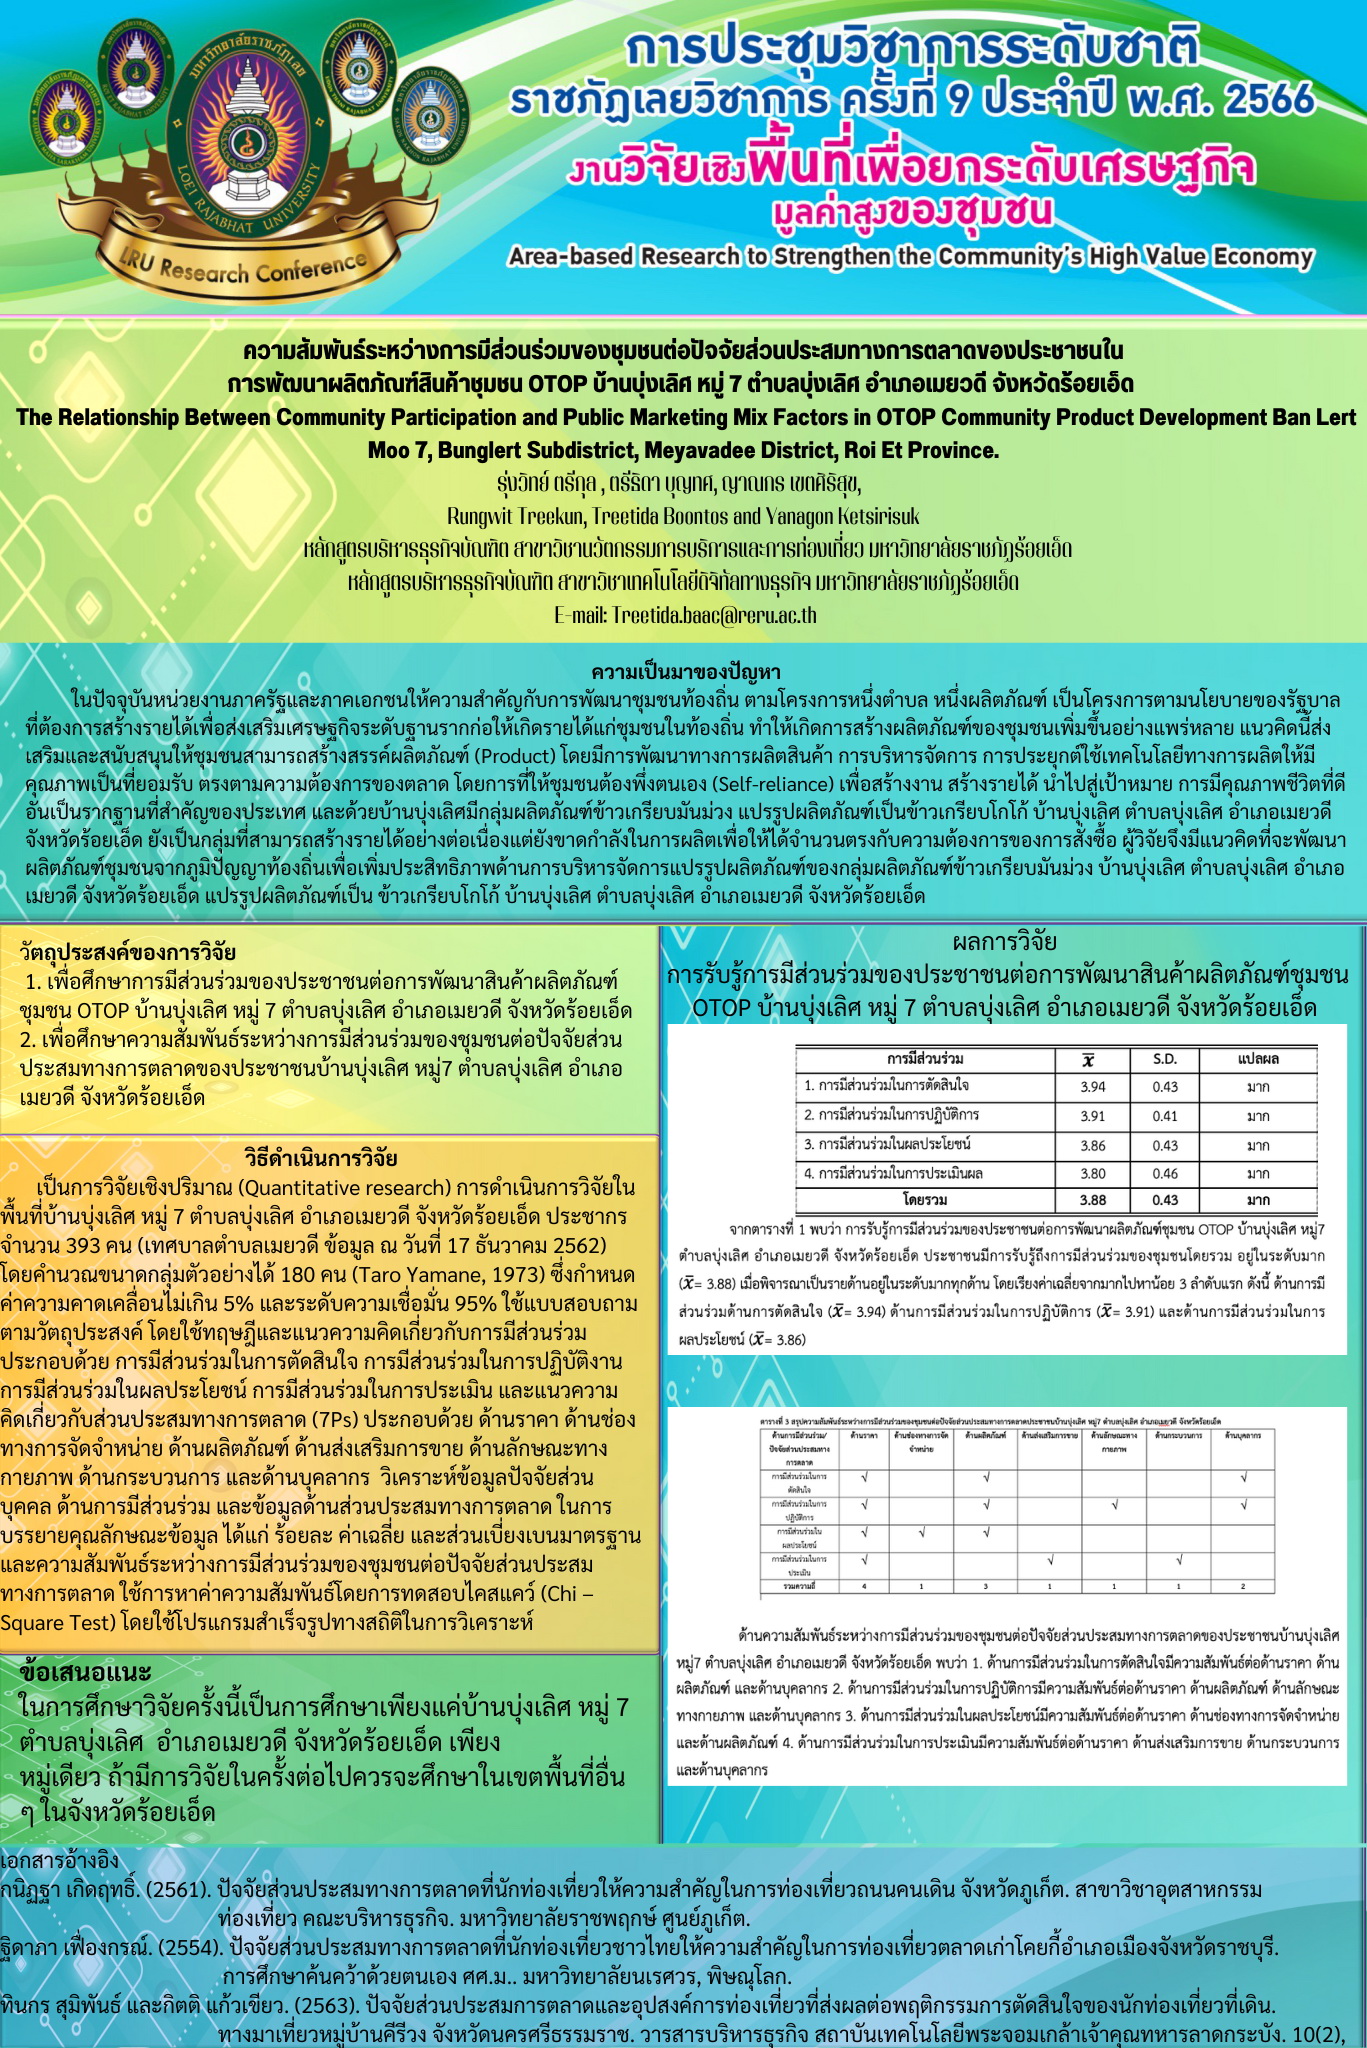 การประชุมวิชาการระดับชาติ
ราชภัฏเลยวิชาการ ครั้งที่ 9 ประจำปี พ.ศ. 2566
งานวิจัยเชิงพื้นที่เพื่อยกระดับเศรษฐกิจ
มูลค่าสูงของชุมชน
Area-based Research to Strengthen the Community's High Value Economy
มหาวิทยาลัยราชภัฏเลย
LOEI RAJABHAT UNIVERSITY
LRU Research Conference
ความสัมพันธ์ระหว่างการมีส่วนร่วมของชุมชนต่อปัจจัยส่วนประสมทางการตลาดของประชาชนใน
การพัฒนาผลิตภัณฑ์สินค้าชุมชน OTOP บ้านบุ่งเลิศ หมู่ 7 ตำบลบุ่งเลิศ อำเภอเมยวดี จังหวัดร้อยเอ็ด
The Relationship Between Community Participation and Public Marketing Mix Factors in OTOP Community Product Development Ban Lert
Moo 7, Bunglert Subdistrict, Meyavadee District, Roi Et Province.
รุ่งวิทย์ ตรีกุล , ตรีธิดา บุญทศ, ญาณกร เขตศิริสุข,
Rungwit Treekun, Treetida Boontos and Yanagon Ketsirisuk
หลักสูตรบริหารธุรกิจบัณฑิต สาขาวิชานวัตกรรมการบริการและการท่องเที่ยว มหาวิทยาลัยราชภัฏร้อยเอ็ด
หลักสูตรบริหารธุรกิจบัณฑิต สาขาวิชาเทคโนโลยีดิจิทัลทางธุรกิจ มหาวิทยาลัยราชภัฏร้อยเอ็ด
E-mail: Treetida.baac@reru.ac.th
ความเป็นมาของปัญหา
ในปัจจุบันหน่วยงานภาครัฐและภาคเอกชนให้ความสำคัญกับการพัฒนาชุมชนท้องถิ่น ตามโครงการหนึ่งตำบล หนึ่งผลิตภัณฑ์ เป็นโครงการตามนโยบายของรัฐบาล
ที่ต้องการสร้างรายได้เพื่อส่งเสริมเศรษฐกิจระดับฐานรากก่อให้เกิดรายได้แก่ชุมชนในท้องถิ่น ทำให้เกิดการสร้างผลิตภัณฑ์ของชุมชนเพิ่มขึ้นอย่างแพร่หลาย แนวคิดนี้ส่ง
เสริมและสนับสนุนให้ชุมชนสามารถสร้างสรรค์ผลิตภัณฑ์ (Product) โดยมีการพัฒนาทางการผลิตสินค้า การบริหารจัดการ การประยุกต์ใช้เทคโนโลยีทางการผลิตให้มี
คุณภาพเป็นที่ยอมรับ ตรงตามความต้องการของตลาด โดยการที่ให้ชุมชนต้องพึ่งตนเอง (Self-reliance) เพื่อสร้างงาน สร้างรายได้ นำไปสู่เป้าหมาย การมีคุณภาพชีวิตที่ดี
อันเป็นรากฐานที่สำคัญของประเทศ และด้วยบ้านบุ่งเลิศมีกลุ่มผลิตภัณฑ์ข้าวเกรียบมันม่วง แปรรูปผลิตภัณฑ์เป็นข้าวเกรียบโกโก้ บ้านบุ่งเลิศ ตำบลบุ่งเลิศ อำเภอเมยวดี
จังหวัดร้อยเอ็ด ยังเป็นกลุ่มที่สามารถสร้างรายได้อย่างต่อเนื่องแต่ยังขาดกำลังในการผลิตเพื่อให้ได้จำนวนตรงกับความต้องการของการสั่งซื้อ ผู้วิจัยจึงมีแนวคิดที่จะพัฒนา
ผลิตภัณฑ์ชุมชนจากภูมิปัญญาท้องถิ่นเพื่อเพิ่มประสิทธิภาพด้านการบริหารจัดการแปรรูปผลิตภัณฑ์ของกลุ่มผลิตภัณฑ์ข้าวเกรียบมันม่วง บ้านบุ่งเลิศ ตำบลบุ่งเลิศ อำเภอ
เมยวดี จังหวัดร้อยเอ็ด แปรรูปผลิตภัณฑ์เป็น ข้าวเกรียบโกโก้ บ้านบุ่งเลิศ ตำบลบุ่งเลิศ อำเภอเมยวดี จังหวัดร้อยเอ็ด
วัตถุประสงค์ของการวิจัย
1. เพื่อศึกษาการมีส่วนร่วมของประชาชนต่อการพัฒนาสินค้าผลิตภัณฑ์
ชุมชน OTOP บ้านบุ่งเลิศ หมู่ 7 ตำบลบุ่งเลิศ อำเภอเมยวดี จังหวัดร้อยเอ็ด
2. เพื่อศึกษาความสัมพันธ์ระหว่างการมีส่วนร่วมของชุมชนต่อปัจจัยส่วน
ประสมทางการตลาดของประชาชนบ้านบุ่งเลิศ หมู่7 ตำบลบุ่งเลิศ อำเภอ
เมยวดี จังหวัดร้อยเอ็ด
วิธีดำเนินการวิจัย
เป็นการวิจัยเชิงปริมาณ (Quantitative research) การดำเนินการวิจัยใน
พื้นที่บ้านบุ่งเลิศ หมู่ 7 ตำบลบุ่งเลิศ อำเภอเมยวดี จังหวัดร้อยเอ็ด ประชากร
จำนวน 393 คน (เทศบาลตำบลเมยวดี ข้อมูล ณ วันที่ 17 ธันวาคม 2562)
โดยคำนวณขนาดกลุ่มตัวอย่างได้ 180 คน (Taro Yamane, 1973) ซึ่งกำหนด
ค่าความคาดเคลื่อนไม่เกิน 5% และระดับความเชื่อมั่น 95% ใช้แบบสอบถาม
ตามวัตถุประสงค์ โดยใช้ทฤษฎีและแนวความคิดเกี่ยวกับการมีส่วนร่วม
ประกอบด้วย การมีส่วนร่วมในการตัดสินใจ การมีส่วนร่วมในการปฏิบัติงาน
การมีส่วนร่วมในผลประโยชน์ การมีส่วนร่วมในการประเมิน และแนวความ
คิดเกี่ยวกับส่วนประสมทางการตลาด (7Ps) ประกอบด้วย ด้านราคา ด้านช่อง
ทางการจัดจำหน่าย ด้านผลิตภัณฑ์ ด้านส่งเสริมการขาย ด้านลักษณะทาง
กายภาพ ด้านกระบวนการ และด้านบุคลากร วิเคราะห์ข้อมูลปัจจัยส่วน
บุคคล ด้านการมีส่วนร่วม และข้อมูลด้านส่วนประสมทางการตลาด ในการ
บรรยายคุณลักษณะข้อมูล ได้แก่ ร้อยละ ค่าเฉลี่ย และส่วนเบี่ยงเบนมาตรฐาน
และความสัมพันธ์ระหว่างการมีส่วนร่วมของชุมชนต่อปัจจัยส่วนประสม
ทางการตลาด ใช้การหาค่าความสัมพันธ์โดยการทดสอบไคสแคว์ (Chi –
Square Test) โดยใช้โปรแกรมสำเร็จรูปทางสถิติในการวิเคราะห์
ข้อเสนอแนะ
ในการศึกษาวิจัยครั้งนี้เป็นการศึกษาเพียงแค่บ้านบุ่งเลิศ หมู่ 7
ตำบลบุ่งเลิศ อำเภอเมยวดี จังหวัดร้อยเอ็ด เพียง
หมู่เดียว ถ้ามีการวิจัยในครั้งต่อไปควรจะศึกษาในเขตพื้นที่อื่น
ๆ ในจังหวัดร้อยเอ็ด
ผลการวิจัย
การรับรู้การมีส่วนร่วมของประชาชนต่อการพัฒนาสินค้าผลิตภัณฑ์ชุมชน
OTOP บ้านบุ่งเลิศ หมู่ 7 ตำบลบุ่งเลิศ อำเภอเมยวดี จังหวัดร้อยเอ็ด
การมีส่วนร่วม x̄ S.D. แปลผล
1. การมีส่วนร่วมในการตัดสินใจ 3.94 0.43 มาก
2. การมีส่วนร่วมในการปฏิบัติการ 3.91 0.41 มาก
3. การมีส่วนร่วมในผลประโยชน์ 3.86 0.43 มาก
4. การมีส่วนร่วมในการประเมินผล 3.80 0.46 มาก
โดยรวม 3.88 0.43 มาก
จากตารางที่ 1 พบว่า การรับรู้การมีส่วนร่วมของประชาชนต่อการพัฒนาผลิตภัณฑ์ชุมชน OTOP บ้านบุ่งเลิศ หมู่7
ตำบลบุ่งเลิศ อำเภอเมยวดี จังหวัดร้อยเอ็ด ประชาชนมีการรับรู้ถึงการมีส่วนร่วมของชุมชนโดยรวม อยู่ในระดับมาก
(x̄= 3.88) เมื่อพิจารณาเป็นรายด้านอยู่ในระดับมากทุกด้าน โดยเรียงค่าเฉลี่ยจากมากไปหาน้อย 3 ลำดับแรก ดังนี้ ด้านการมี
ส่วนร่วมด้านการตัดสินใจ (x̄= 3.94) ด้านการมีส่วนร่วมในการปฏิบัติการ (x̄= 3.91) และด้านการมีส่วนร่วมในการ
ผลประโยชน์ (x̄= 3.86)
ตารางที่ 3 สรุปความสัมพันธ์ระหว่างการมีส่วนร่วมของชุมชนต่อปัจจัยส่วนประสมทางการตลาดประชาชนบ้านบุ่งเลิศ หมู่7 ตำบลบุ่งเลิศ อำเภอเมยวดี จังหวัดร้อยเอ็ด
ด้านการมีส่วนร่วม/ ด้านราคา ด้านช่องทางการจัด ด้านผลิตภัณฑ์ ด้านส่งเสริมการขาย ด้านลักษณะทาง ด้านกระบวนการ ด้านบุคลากร
ปัจจัยส่วนประสมทาง จำหน่าย กายภาพ
การตลาด
การมีส่วนร่วมในการ √ √ √
ตัดสินใจ
การมีส่วนร่วมในการ √ √ √ √
ปฏิบัติการ
การมีส่วนร่วมใน √ √ √
ผลประโยชน์
การมีส่วนร่วมในการ √ √ √
ประเมิน
รวมความถี่ 4 1 3 1 1 1 2
ด้านความสัมพันธ์ระหว่างการมีส่วนร่วมของชุมชนต่อปัจจัยส่วนประสมทางการตลาดของประชาชนบ้านบุ่งเลิศ
หมู่7 ตำบลบุ่งเลิศ อำเภอเมยวดี จังหวัดร้อยเอ็ด พบว่า 1. ด้านการมีส่วนร่วมในการตัดสินใจมีความสัมพันธ์ต่อด้านราคา ด้าน
ผลิตภัณฑ์ และด้านบุคลากร 2. ด้านการมีส่วนร่วมในการปฏิบัติการมีความสัมพันธ์ต่อด้านราคา ด้านผลิตภัณฑ์ ด้านลักษณะ
ทางกายภาพ และด้านบุคลากร 3. ด้านการมีส่วนร่วมในผลประโยชน์มีความสัมพันธ์ต่อด้านราคา ด้านช่องทางการจัดจำหน่าย
และด้านผลิตภัณฑ์ 4. ด้านการมีส่วนร่วมในการประเมินมีความสัมพันธ์ต่อด้านราคา ด้านส่งเสริมการขาย ด้านกระบวนการ
และด้านบุคลากร
เอกสารอ้างอิง
กนิฏฐา เกิดฤทธิ์. (2561). ปัจจัยส่วนประสมทางการตลาดที่นักท่องเที่ยวให้ความสำคัญในการท่องเที่ยวถนนคนเดิน จังหวัดภูเก็ต. สาขาวิชาอุตสาหกรรม
ท่องเที่ยว คณะบริหารธุรกิจ. มหาวิทยาลัยราชพฤกษ์ ศูนย์ภูเก็ต.
ฐิดาภา เฟื่องกรณ์. (2554). ปัจจัยส่วนประสมทางการตลาดที่นักท่องเที่ยวชาวไทยให้ความสำคัญในการท่องเที่ยวตลาดเก่าโคยกี้อำเภอเมืองจังหวัดราชบุรี.
การศึกษาค้นคว้าด้วยตนเอง ศศ.ม.. มหาวิทยาลัยนเรศวร, พิษณุโลก.
ทินกร สุมิพันธ์ และกิตติ แก้วเขียว. (2563). ปัจจัยส่วนประสมการตลาดและอุปสงค์การท่องเที่ยวที่ส่งผลต่อพฤติกรรมการตัดสินใจของนักท่องเที่ยวที่เดิน.
ทางมาเที่ยวหมู่บ้านคีรีวง จังหวัดนครศรีธรรมราช. วารสารบริหารธุรกิจ สถาบันเทคโนโลยีพระจอมเกล้าเจ้าคุณทหารลาดกระบัง. 10(2),